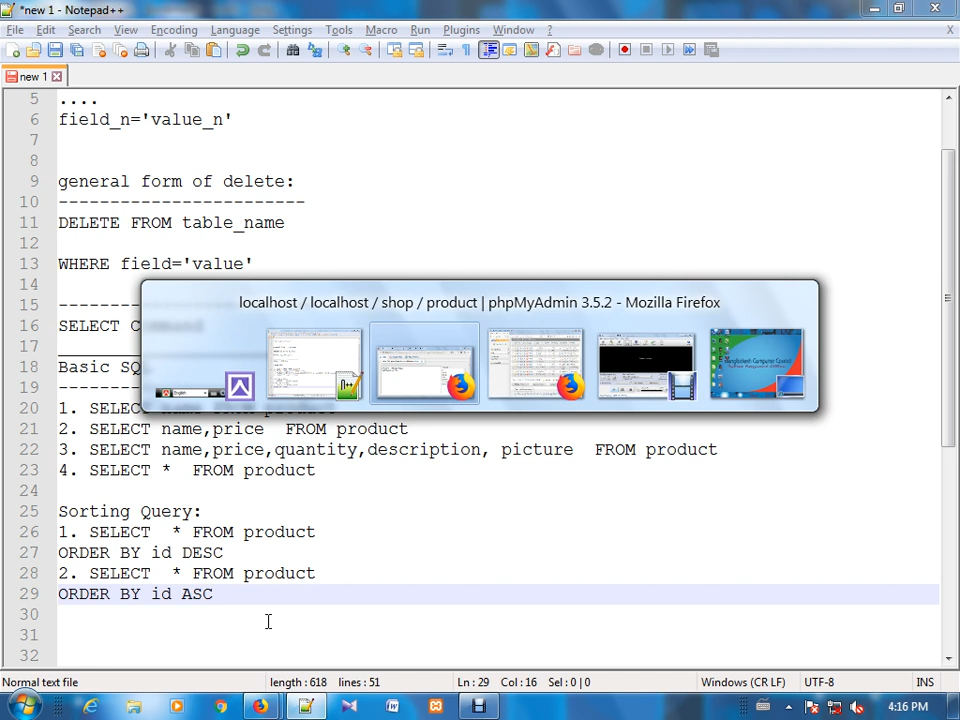 *new 1 - Notepad++
File Edit Search View Encoding Language Settings Tools Macro Run Plugins Window ?
X
new 1
5 ....
6 field_n='value_n'
7
8
9 general form of delete:
10 ------------------------
11 DELETE FROM table_name
12
13 WHERE field='value'
14
localhost / localhost / shop / product | phpMyAdmin 3.5.2 - Mozilla Firefox
15
16 SELECT Command
17
18 Basic SQL
19
20 1. SELECT name FROM product
21 2. SELECT name,price  FROM product
22 3. SELECT name,price,quantity,description, picture  FROM product
23 4. SELECT *  FROM product
24
25 Sorting Query:
26 1. SELECT  * FROM product
27 ORDER BY id DESC
28 2. SELECT  * FROM product
29 ORDER BY id ASC
30
31
32
Normal text file length : 618 lines : 51 Ln : 29 Col : 16 Sel : 0 | 0 Windows (CR LF) UTF-8 INS
4:16 PM